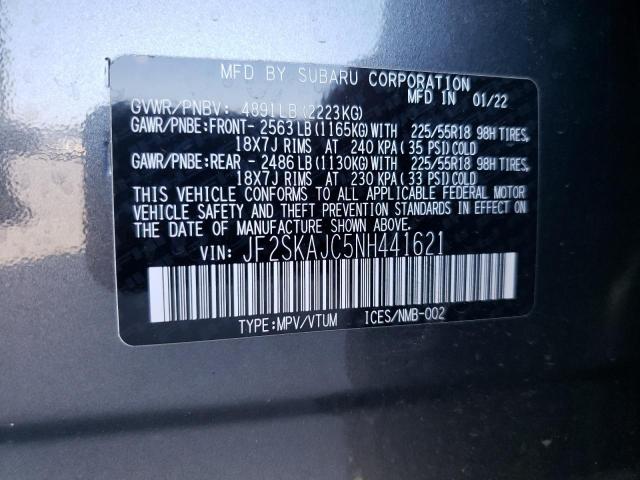 MFD BY SUBARU CORPORATION
MFD IN 01/22
GVWR/PNBV: 4891LB(2223KG)
GAWR/PNBE:FRONT- 2563LB(1165KG)WITH 225/55R18 98H TIRES,
18X7J RIMS AT 240 KPA(35 PSI)COLD
GAWR/PNBE:REAR - 2486LB(1130KG)WITH 225/55R18 98H TIRES,
18X7J RIMS AT 230 KPA(33 PSI)COLD
THIS VEHICLE CONFORMS TO ALL APPLICABLE FEDERAL MOTOR
VEHICLE SAFETY AND THEFT PREVENTION STANDARDS IN EFFECT ON
THE DATE OF MANUFACTURE SHOWN ABOVE.
VIN: JF2SKAJC5NH441621
TYPE:MPV/VTUM ICES/NMB-002